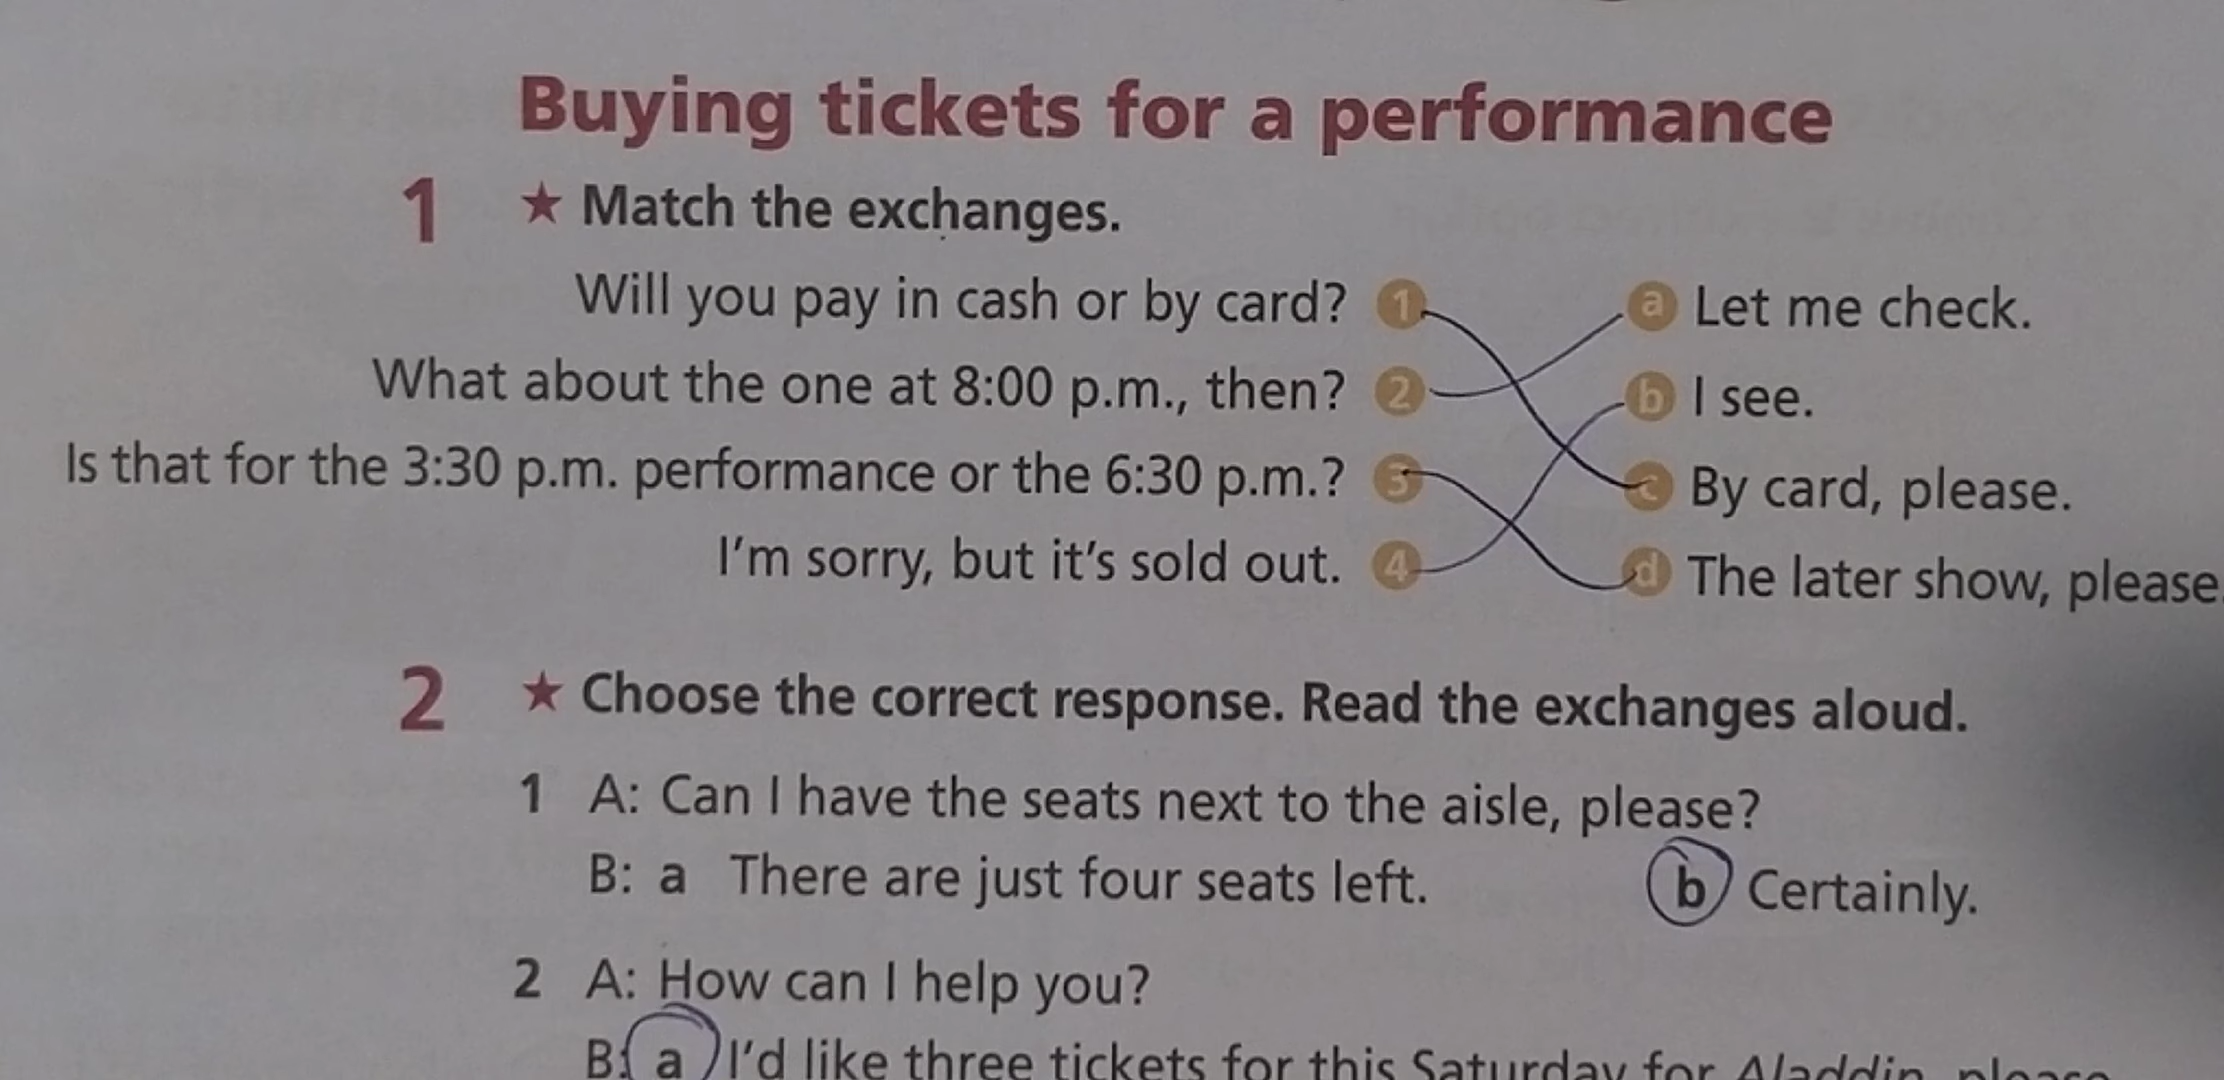 Buying tickets for a performance
1 ★ Match the exchanges.
Will you pay in cash or by card? 1 a Let me check.
What about the one at 8:00 p.m., then? 2 b I see.
Is that for the 3:30 p.m. performance or the 6:30 p.m.? 3 c By card, please.
I'm sorry, but it's sold out. 4 d The later show, please.
2 ★ Choose the correct response. Read the exchanges aloud.
1 A: Can I have the seats next to the aisle, please?
B: a There are just four seats left. b Certainly.
2 A: How can I help you?
B: a I'd like three tickets for this Saturday for Aladdin, please